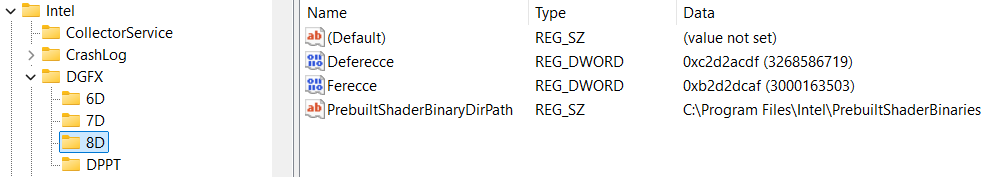 Intel
CollectorService
CrashLog
DGFX
6D
7D
8D
DPPT
Name Type Data
(Default) REG_SZ (value not set)
Deferecce REG_DWORD 0xc2d2acdf (3268586719)
Ferecce REG_DWORD 0xb2d2dcaf (3000163503)
PrebuiltShaderBinaryDirPath REG_SZ C:\Program Files\Intel\PrebuiltShaderBinaries